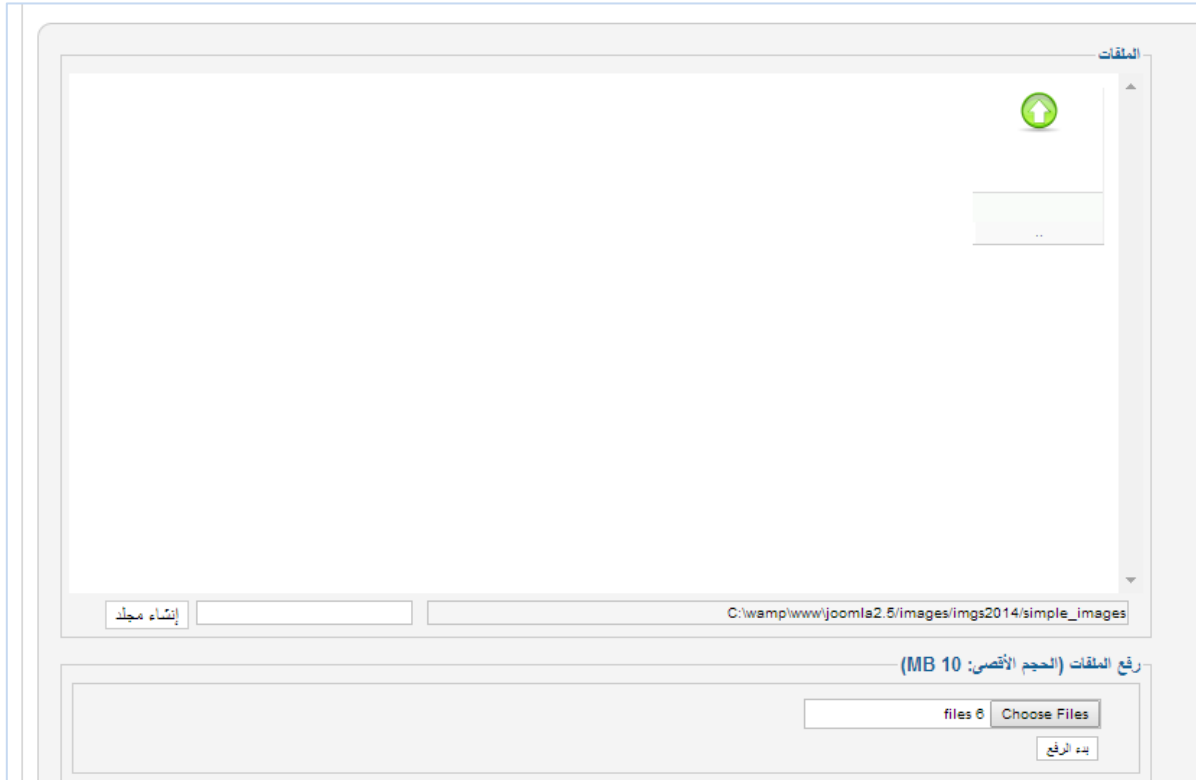 الملفات
..
C:\wamp\www\joomla2.5/images/imgs2014/simple_images
إنشاء مجلد
رفع الملفات (الحجم الأقصى: 10 MB)
Choose Files 6 files
بدء الرفع